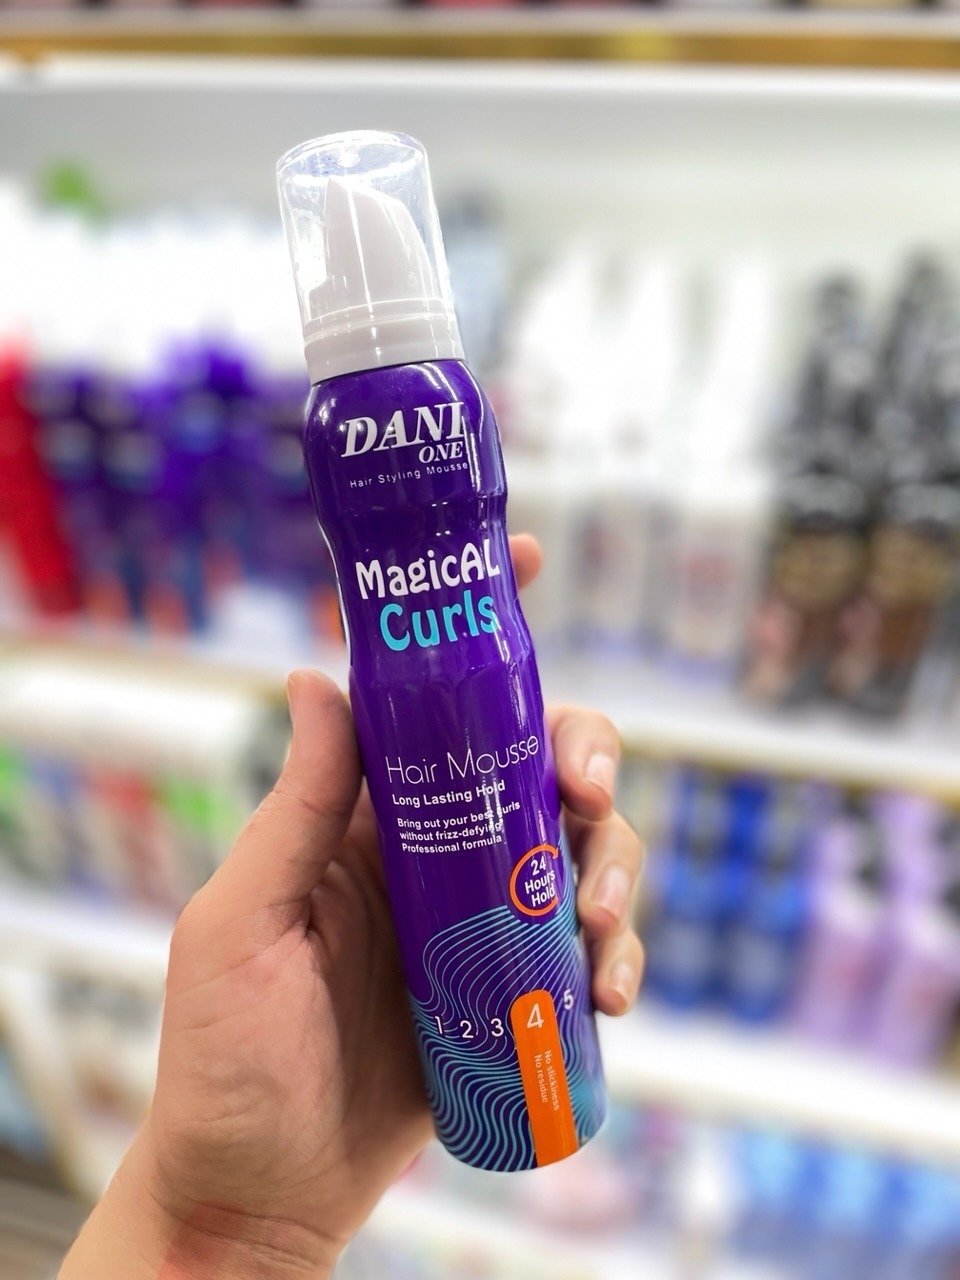 DANI
ONE
Hair Styling Mousse
MagicAL
Curls
Hair Mousse
Long Lasting Hold
Bring out your best curls
without frizz-defying
Professional formula
24
Hours
Hold
1 2 3 4 5
No stickiness
No residue